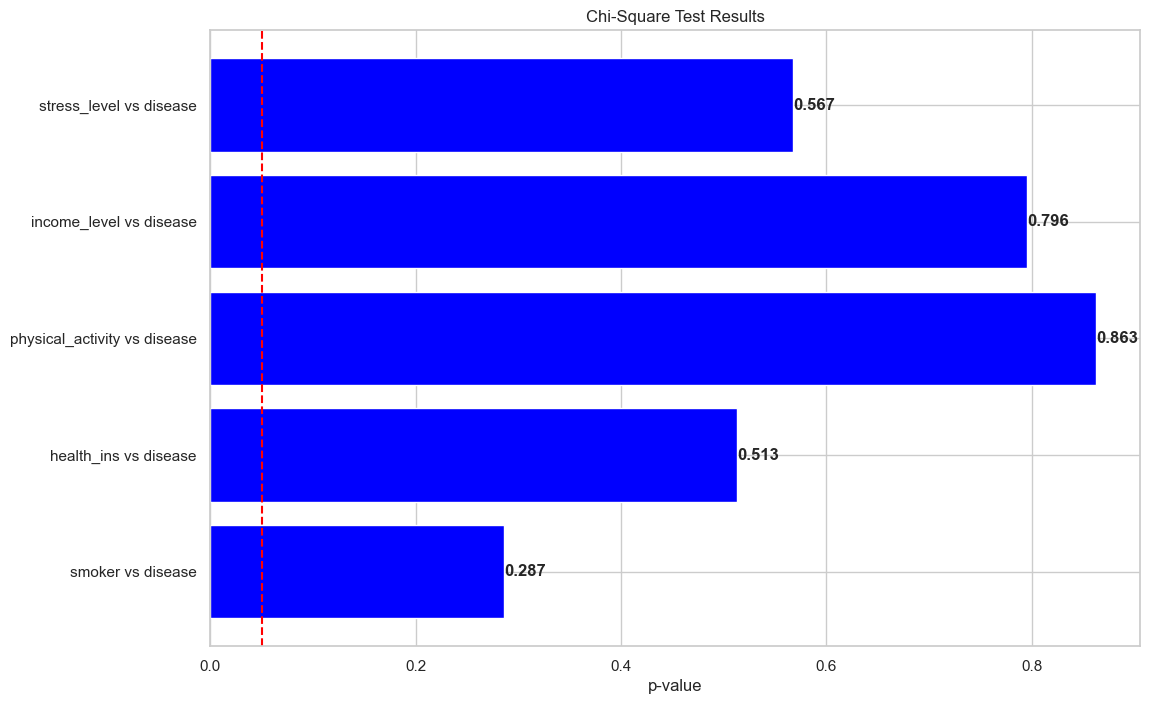 Chi-Square Test Results
stress_level vs disease
0.567
income_level vs disease
0.796
physical_activity vs disease
0.863
health_ins vs disease
0.513
smoker vs disease
0.287
0.0 0.2 0.4 0.6 0.8
p-value